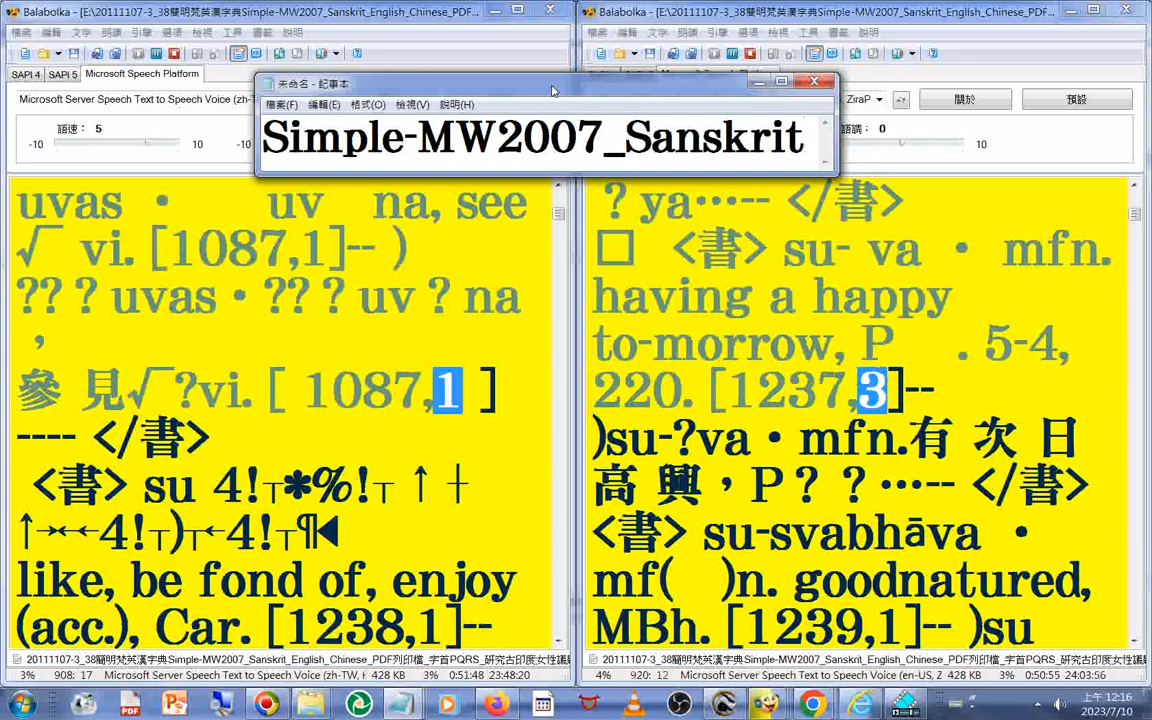 Balabolka - [E:\20111107-3_38簡明梵英漢字典Simple-MW2007_Sanskrit_English_Chinese_PDF...
檔案 編輯 文字 朗讀 引擎 選項 檢視 工具 書籤 說明
SAPI 4 SAPI 5 Microsoft Speech Platform
Microsoft Server Speech Text to Speech Voice (zh-
語速： 5
-10 10 -10
Balabolka - [E:\20111107-3_38簡明梵英漢字典Simple-MW2007_Sanskrit_English_Chinese_PDF...
檔案 編輯 文字 朗讀 引擎 選項 檢視 工具 書籤 說明
, ZiraP 關於 預設
語調： 0
10
未命名 - 記事本
檔案(F) 編輯(E) 格式(O) 檢視(V) 說明(H)
Simple-MW2007_Sanskrit
uvas • uv na, see
√ vi. [1087,1]-- )
?? ? uvas • ?? ? uv ? na
，
參 見√ ?vi. [ 1087,1 ]
---- </書>
<書> su 4!┬*%!┬ ↑ ┼
like, be fond of, enjoy
(acc.), Car. [1238,1]--
? ya…-- </書>
□ <書> su- va • mfn.
having a happy
to-morrow, P . 5-4,
220. [1237,3]--
)su-?va • mfn.有 次 日
高 興，P ? ? …-- </書>
<書> su-svabhāva •
mf( )n. goodnatured,
MBh. [1239,1]-- )su
20111107-3_38簡明梵英漢字典Simple-MW2007_Sanskrit_English_Chinese_PDF列印檔_字首PQRS_研究古印度女性議
3% 908: 17 Microsoft Server Speech Text to Speech Voice (zh-TW, H 428 KB 3% 0:51:48 23:48:20
20111107-3_38簡明梵英漢字典Simple-MW2007_Sanskrit_English_Chinese_PDF列印檔_字首PQRS_研究古印度女性議
4% 920: 12 Microsoft Server Speech Text to Speech Voice (en-US, Z 428 KB 3% 0:50:55 24:03:56
上午 12:16
2023/7/10